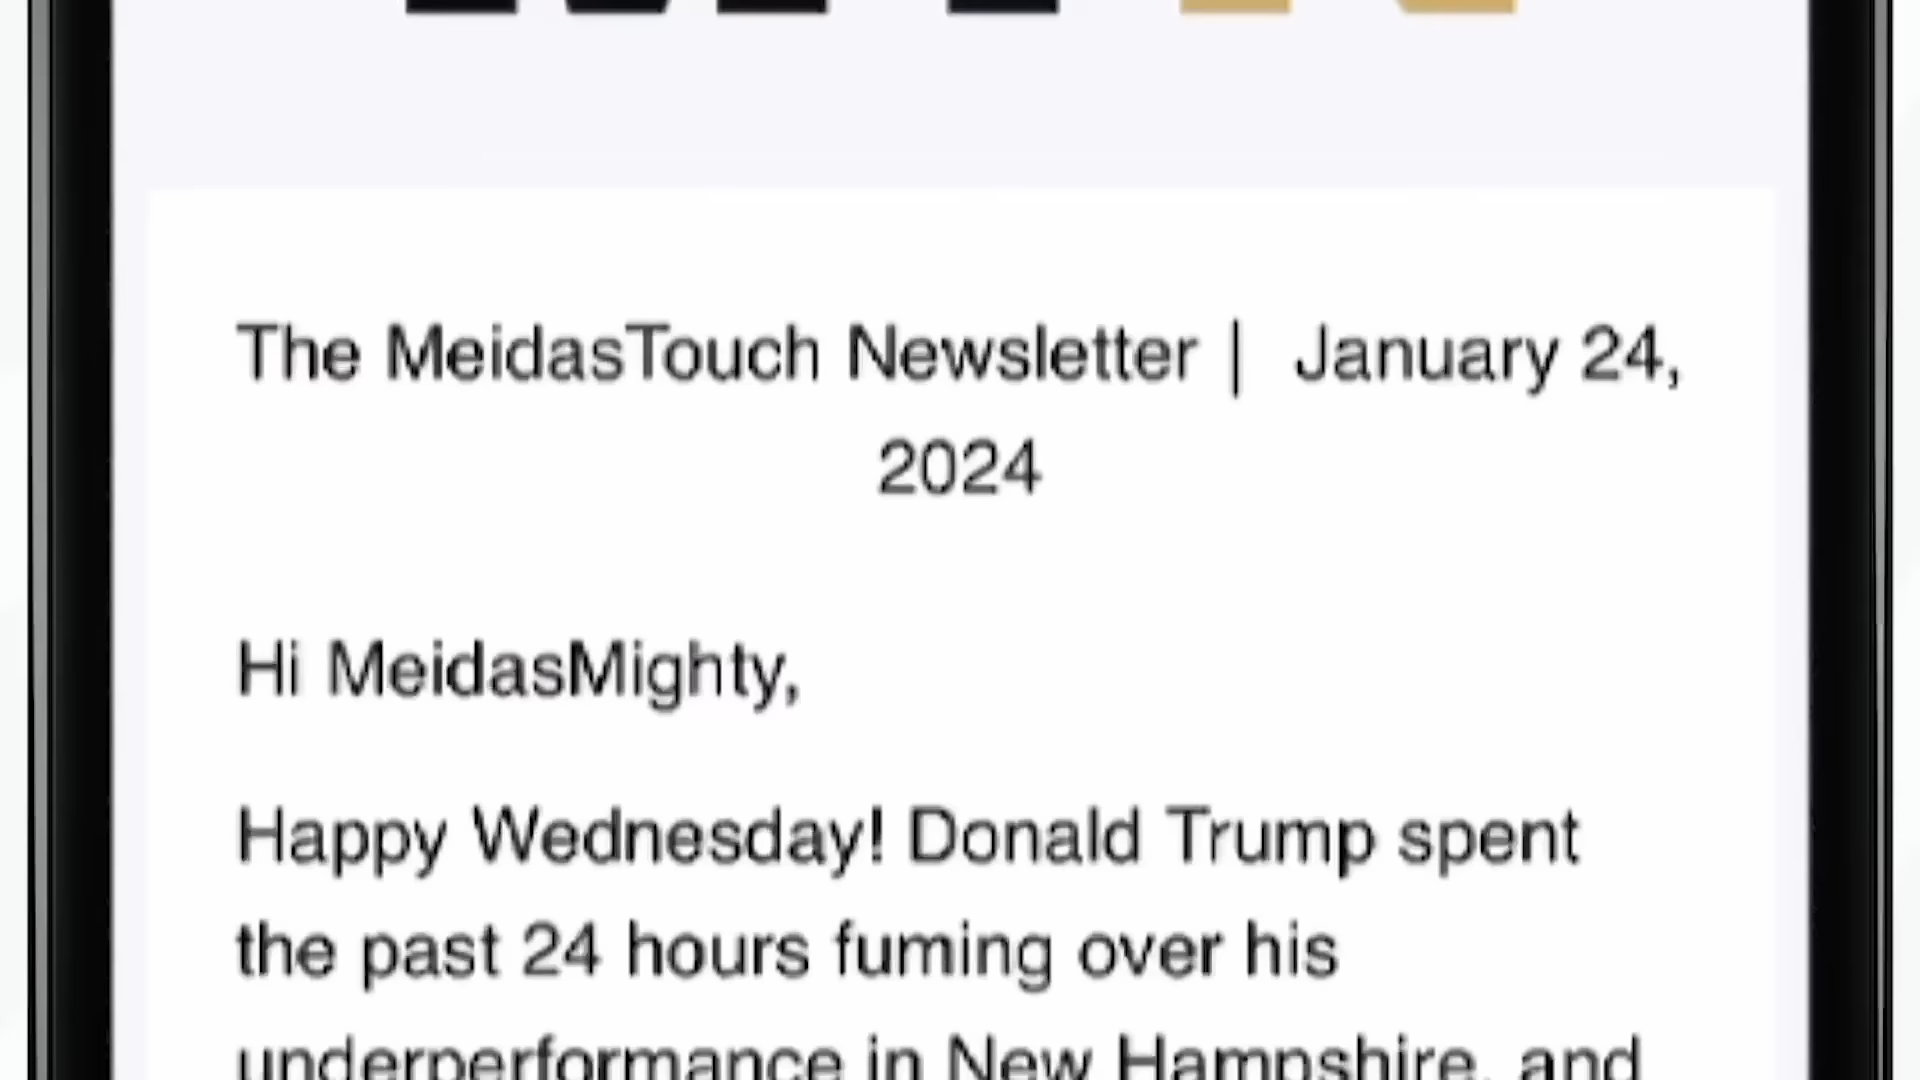 The MeidasTouch Newsletter | January 24,
2024
Hi MeidasMighty,
Happy Wednesday! Donald Trump spent
the past 24 hours fuming over his
underperformance in New Hampshire, and